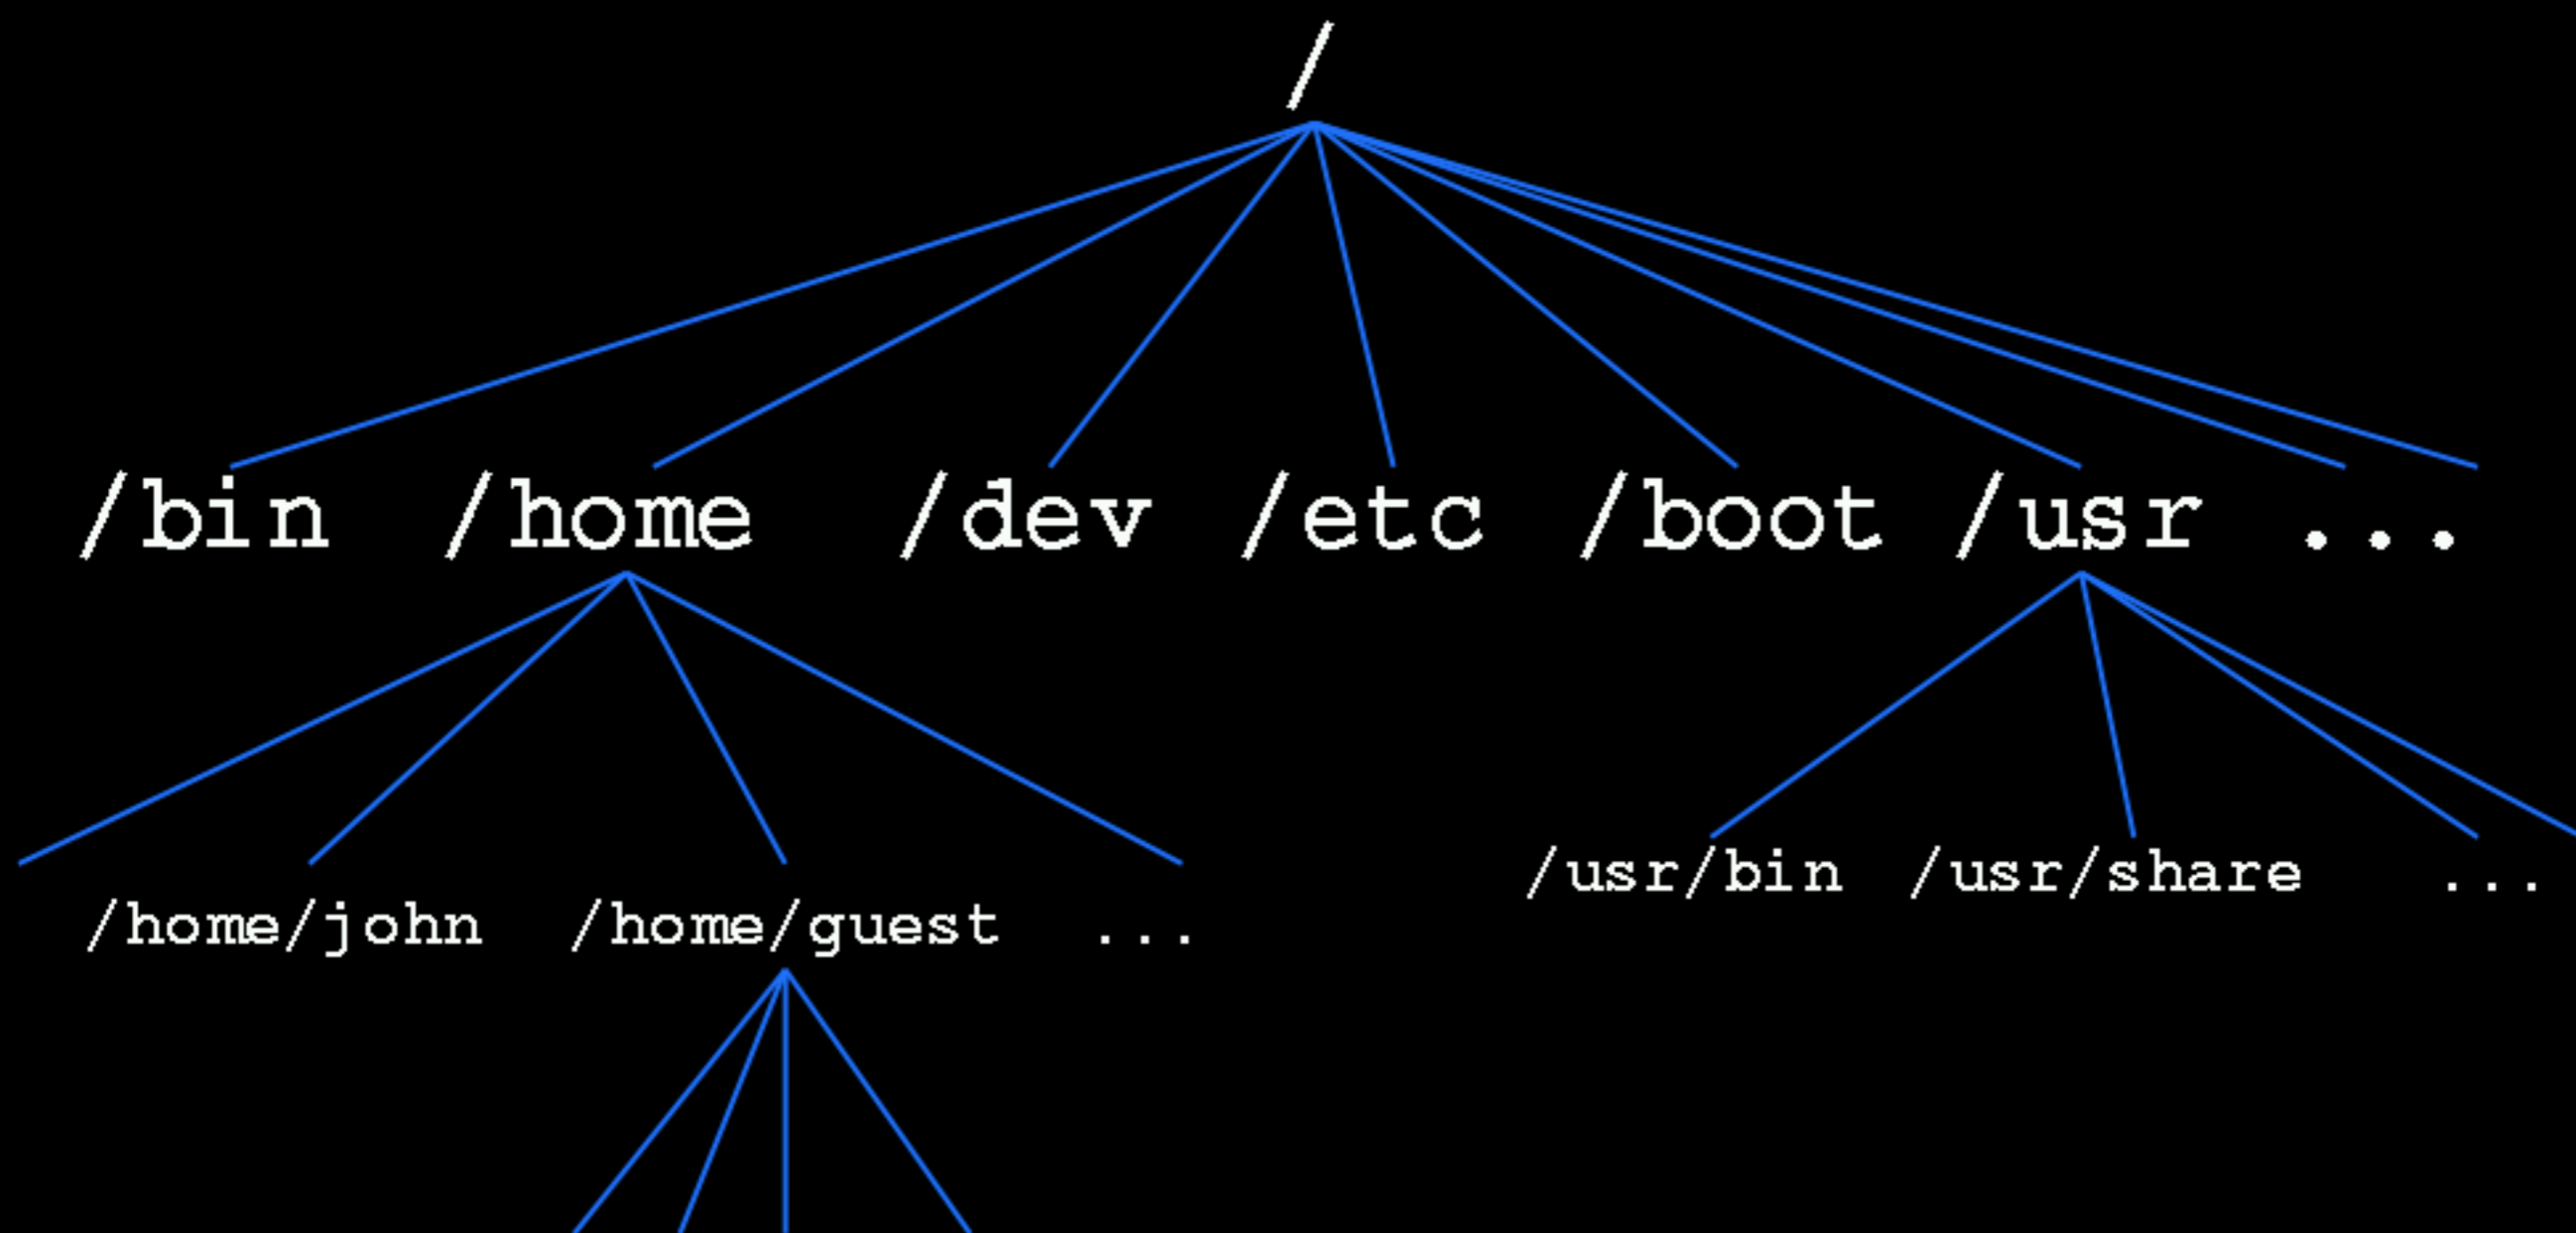 /
/bin /home /dev /etc /boot /usr ...
/usr/bin /usr/share ...
/home/john /home/guest ...